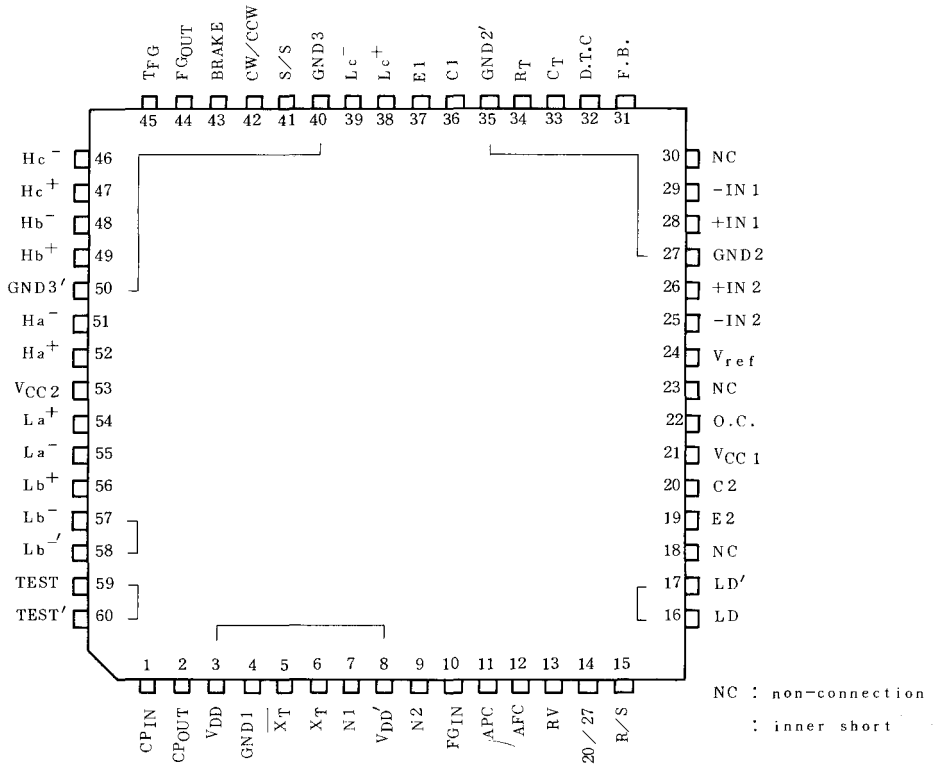 TFG FGOUT BRAKE CW/CCW S/S GND3 Lc− Lc+ E1 C1 GND2′ RT CT D.T.C F.B.
45 44 43 42 41 40 39 38 37 36 35 34 33 32 31
Hc− 46
Hc+ 47
Hb− 48
Hb+ 49
GND3′ 50
Ha− 51
Ha+ 52
VCC2 53
La+ 54
La− 55
Lb+ 56
Lb− 57
Lb−′ 58
TEST 59
TEST′ 60
30 NC
29 -IN1
28 +IN1
27 GND2
26 +IN2
25 -IN2
24 Vref
23 NC
22 O.C.
21 VCC1
20 C2
19 E2
18 NC
17 LD′
16 LD
1 2 3 4 5 6 7 8 9 10 11 12 13 14 15
CPIN CPOUT VDD GND1 X̅T XT N1 VDD′ N2 FGIN APC AFC RV 20/27 R/S
NC : non-connection
: inner short